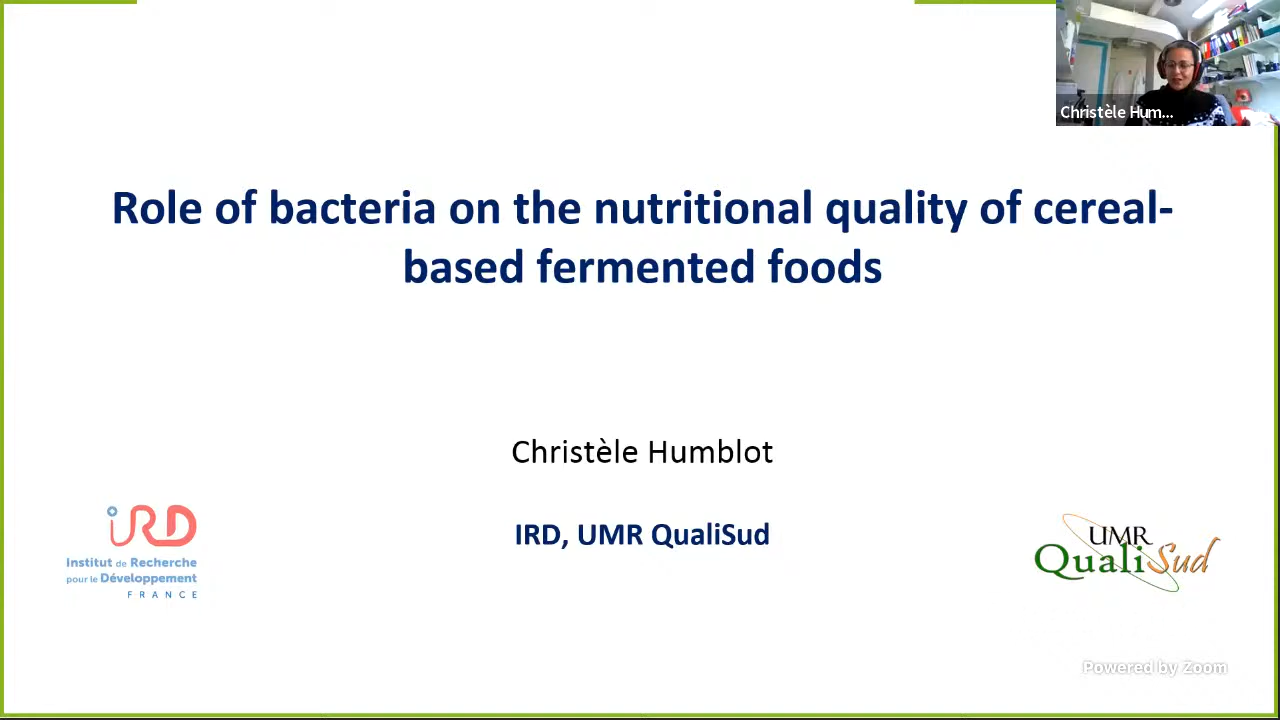 Christèle Hum...
Role of bacteria on the nutritional quality of cereal-
based fermented foods
Christèle Humblot
IRD, UMR QualiSud
iRD
Institut de Recherche
pour le Développement
FRANCE
UMR
QualiSud
Powered by Zoom